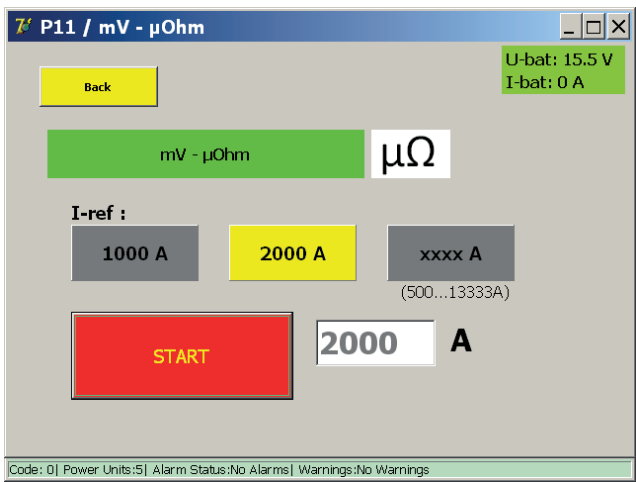 P11 / mV - µOhm
U-bat: 15.5 V
I-bat: 0 A
Back
mV - µOhm
µΩ
I-ref :
1000 A
2000 A
xxxx A
(500...13333A)
START
2000 A
Code: 0| Power Units:5| Alarm Status:No Alarms| Warnings:No Warnings